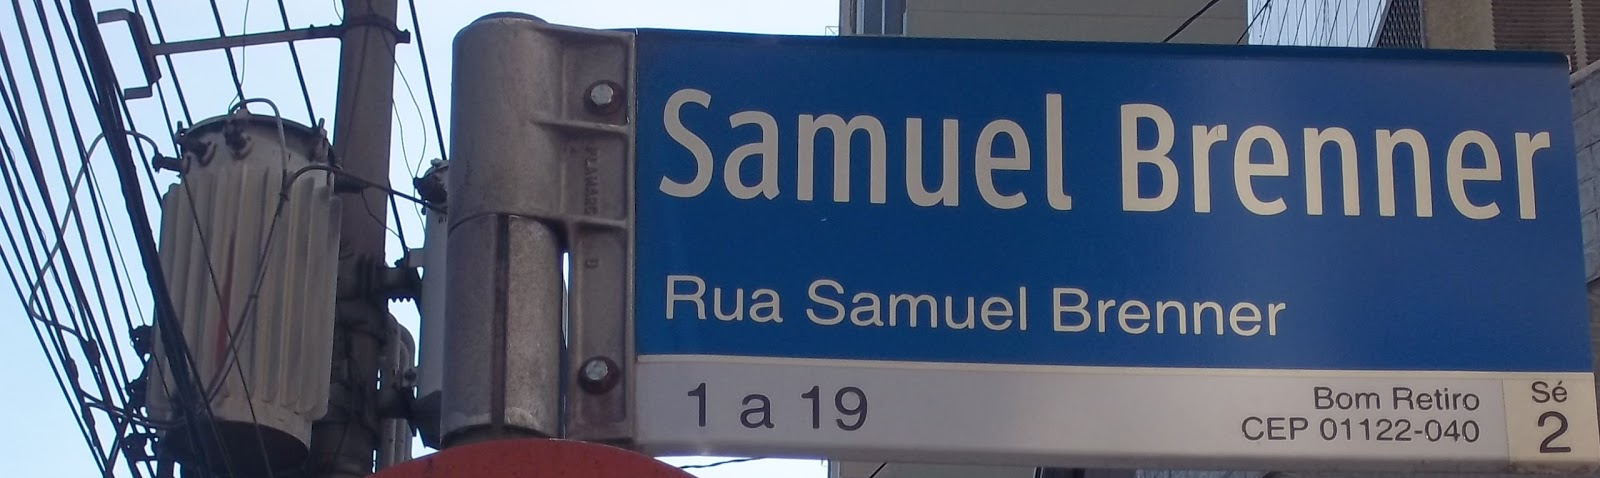 Samuel Brenner
Rua Samuel Brenner
1 a 19
Bom Retiro
CEP 01122-040
Sé
2